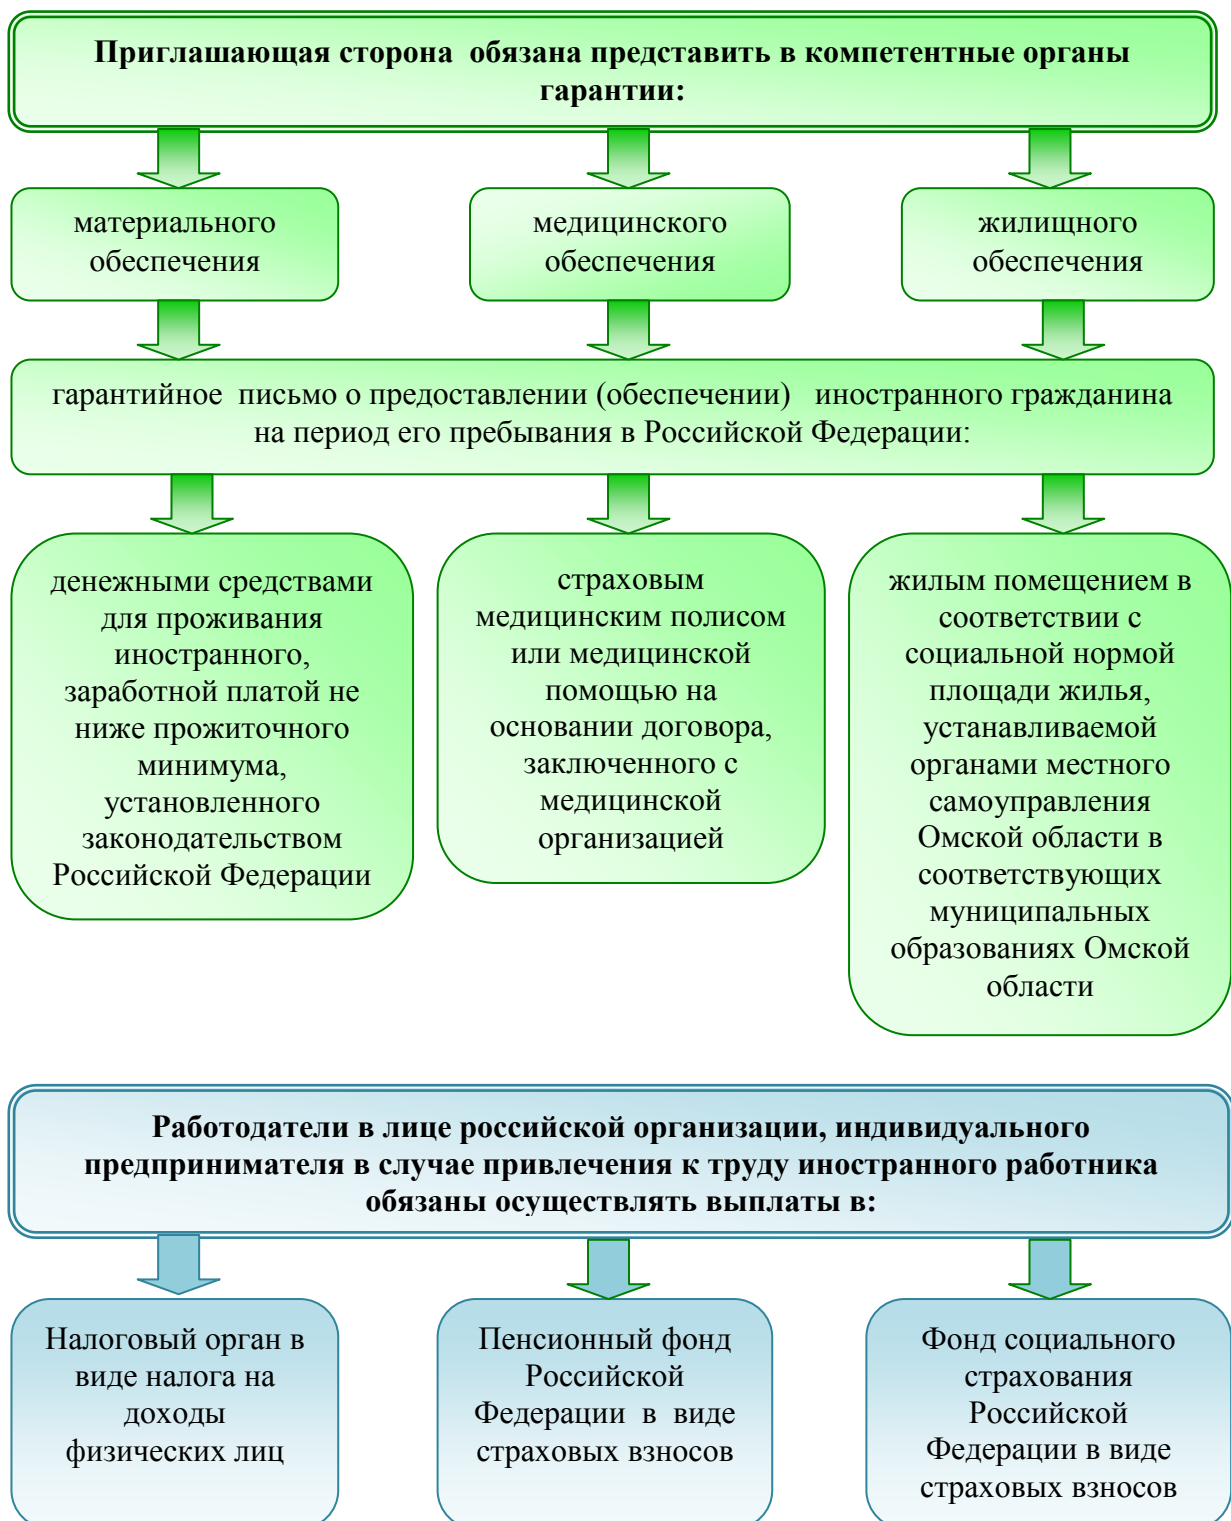 Приглашающая сторона обязана представить в компетентные органы
гарантии:
материального
обеспечения
медицинского
обеспечения
жилищного
обеспечения
гарантийное письмо о предоставлении (обеспечении) иностранного гражданина
на период его пребывания в Российской Федерации:
денежными средствами
для проживания
иностранного,
заработной платой не
ниже прожиточного
минимума,
установленного
законодательством
Российской Федерации
страховым
медицинским полисом
или медицинской
помощью на
основании договора,
заключенного с
медицинской
организацией
жилым помещением в
соответствии с
социальной нормой
площади жилья,
устанавливаемой
органами местного
самоуправления
Омской области в
соответствующих
муниципальных
образованиях Омской
области
Работодатели в лице российской организации, индивидуального
предпринимателя в случае привлечения к труду иностранного работника
обязаны осуществлять выплаты в:
Налоговый орган в
виде налога на
доходы
физических лиц
Пенсионный фонд
Российской
Федерации в виде
страховых взносов
Фонд социального
страхования
Российской
Федерации в виде
страховых взносов